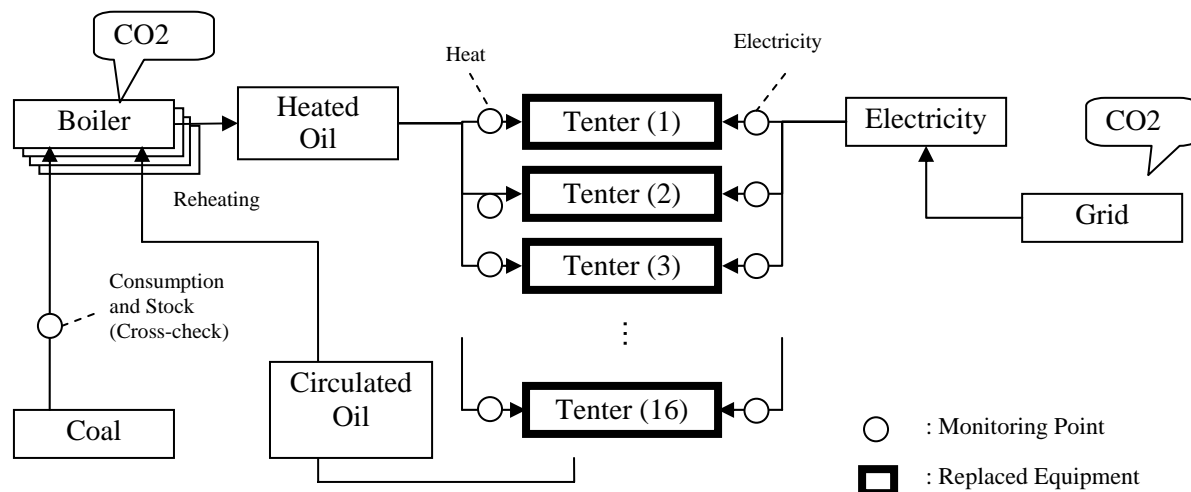 CO2
Heat
Electricity
Boiler
Heated
Oil
Tenter (1)
Electricity
CO2
Tenter (2)
Reheating
Grid
Tenter (3)
Consumption
and Stock
(Cross-check)
⋮
Circulated
Oil
Tenter (16)
Coal
: Monitoring Point
: Replaced Equipment